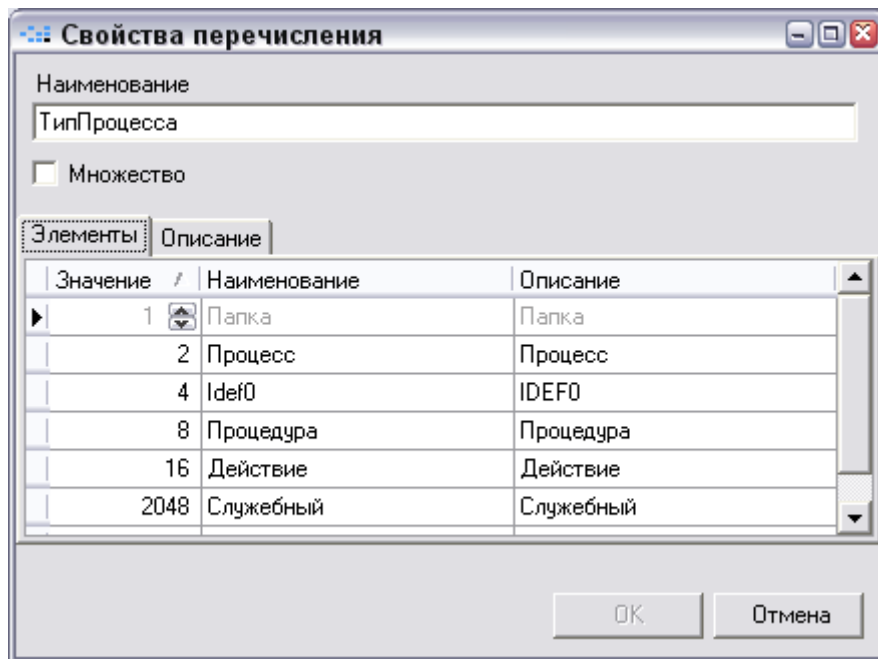 Свойства перечисления
Наименование
ТипПроцесса
Множество
Элементы Описание
Значение Наименование Описание
1 Папка Папка
2 Процесс Процесс
4 Idef0 IDEF0
8 Процедура Процедура
16 Действие Действие
2048 Служебный Служебный
OK Отмена